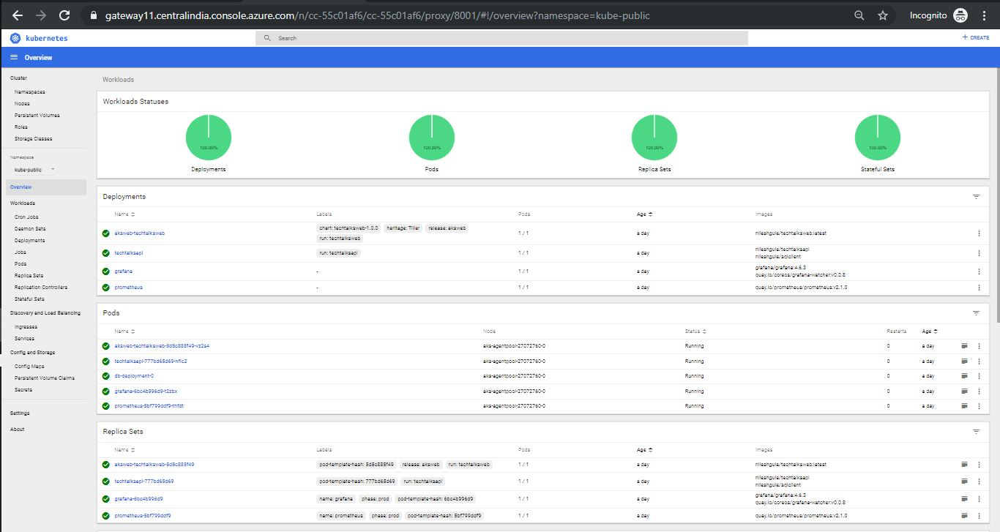 gateway11.centralindia.console.azure.com/n/cc-55c01af6/cc-55c01af6/proxy/8001/#!/overview?namespace=kube-public
Incognito
kubernetes
Search
+ CREATE
Overview
Cluster
Namespaces
Nodes
Persistent Volumes
Roles
Storage Classes
Namespace
kube-public
Overview
Workloads
Cron Jobs
Daemon Sets
Deployments
Jobs
Pods
Replica Sets
Replication Controllers
Stateful Sets
Discovery and Load Balancing
Ingresses
Services
Config and Storage
Config Maps
Persistent Volume Claims
Secrets
Settings
About
Workloads
Workloads Statuses
100.00% 100.00% 100.00% 100.00%
Deployments Pods Replica Sets Stateful Sets
Deployments
Name Labels Pods Age Images
aksweb-techtalksweb chart: techtalksweb-1.0.0 heritage: Tiller release: aksweb run: techtalksweb 1 / 1 a day nileshgule/techtalksweb:latest
techtalksapi run: techtalksapi 1 / 1 a day nileshgule/techtalksapi
nileshgule/sqlclient
grafana - 1 / 1 a day grafana/grafana:4.6.3
quay.io/coreos/grafana-watcher:v0.0.8
prometheus - 1 / 1 a day quay.io/prometheus/prometheus:v2.1.0
Pods
Name Node Status Restarts Age
aksweb-techtalksweb-5d5c885f49-vz2s4 aks-agentpool-27072760-0 Running 0 a day
techtalksapi-777bd65d69-nflc2 aks-agentpool-27072760-0 Running 0 a day
db-deployment-0 aks-agentpool-27072760-0 Running 0 a day
grafana-6bc4b996d9-t2zbx aks-agentpool-27072760-0 Running 0 a day
prometheus-5bf799ddf9-thfdt aks-agentpool-27072760-0 Running 0 a day
Replica Sets
Name Labels Pods Age Images
aksweb-techtalksweb-5d5c885f49 pod-template-hash: 5d5c885f49 release: aksweb run: techtalksweb 1 / 1 a day nileshgule/techtalksweb:latest
techtalksapi-777bd65d69 pod-template-hash: 777bd65d69 run: techtalksapi 1 / 1 a day nileshgule/techtalksapi
nileshgule/sqlclient
grafana-6bc4b996d9 name: grafana phase: prod pod-template-hash: 6bc4b996d9 1 / 1 a day grafana/grafana:4.6.3
quay.io/coreos/grafana-watcher:v0.0.8
prometheus-5bf799ddf9 name: prometheus phase: prod pod-template-hash: 5bf799ddf9 1 / 1 a day quay.io/prometheus/prometheus:v2.1.0